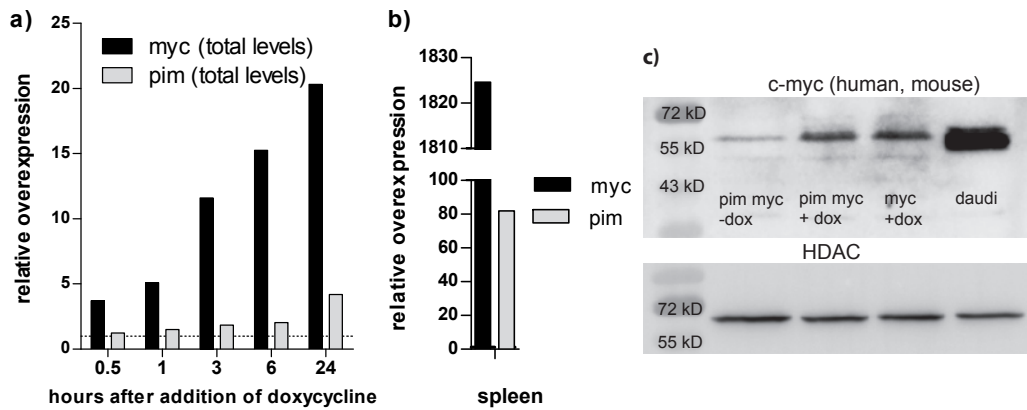 a)
25
20
15
10
5
0
relative overexpression
myc (total levels)
pim (total levels)
0.5 1 3 6 24
hours after addition of doxycycline
b)
1830
1820
1810
100
80
60
40
20
0
relative overexpression
myc
pim
spleen
c)
c-myc (human, mouse)
72 kD
55 kD
43 kD
pim myc pim myc myc daudi
-dox + dox +dox
HDAC
72 kD
55 kD